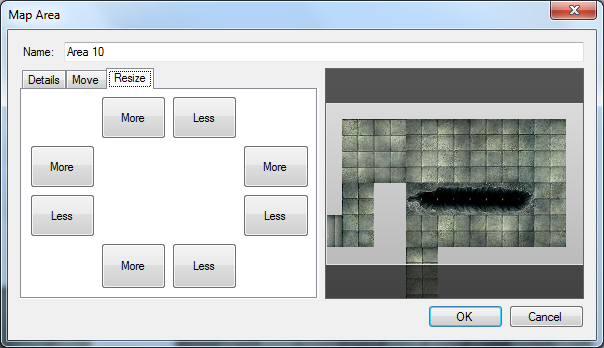 Map Area
Name: Area 10
Details Move Resize
More Less
More More
Less Less
More Less
OK Cancel